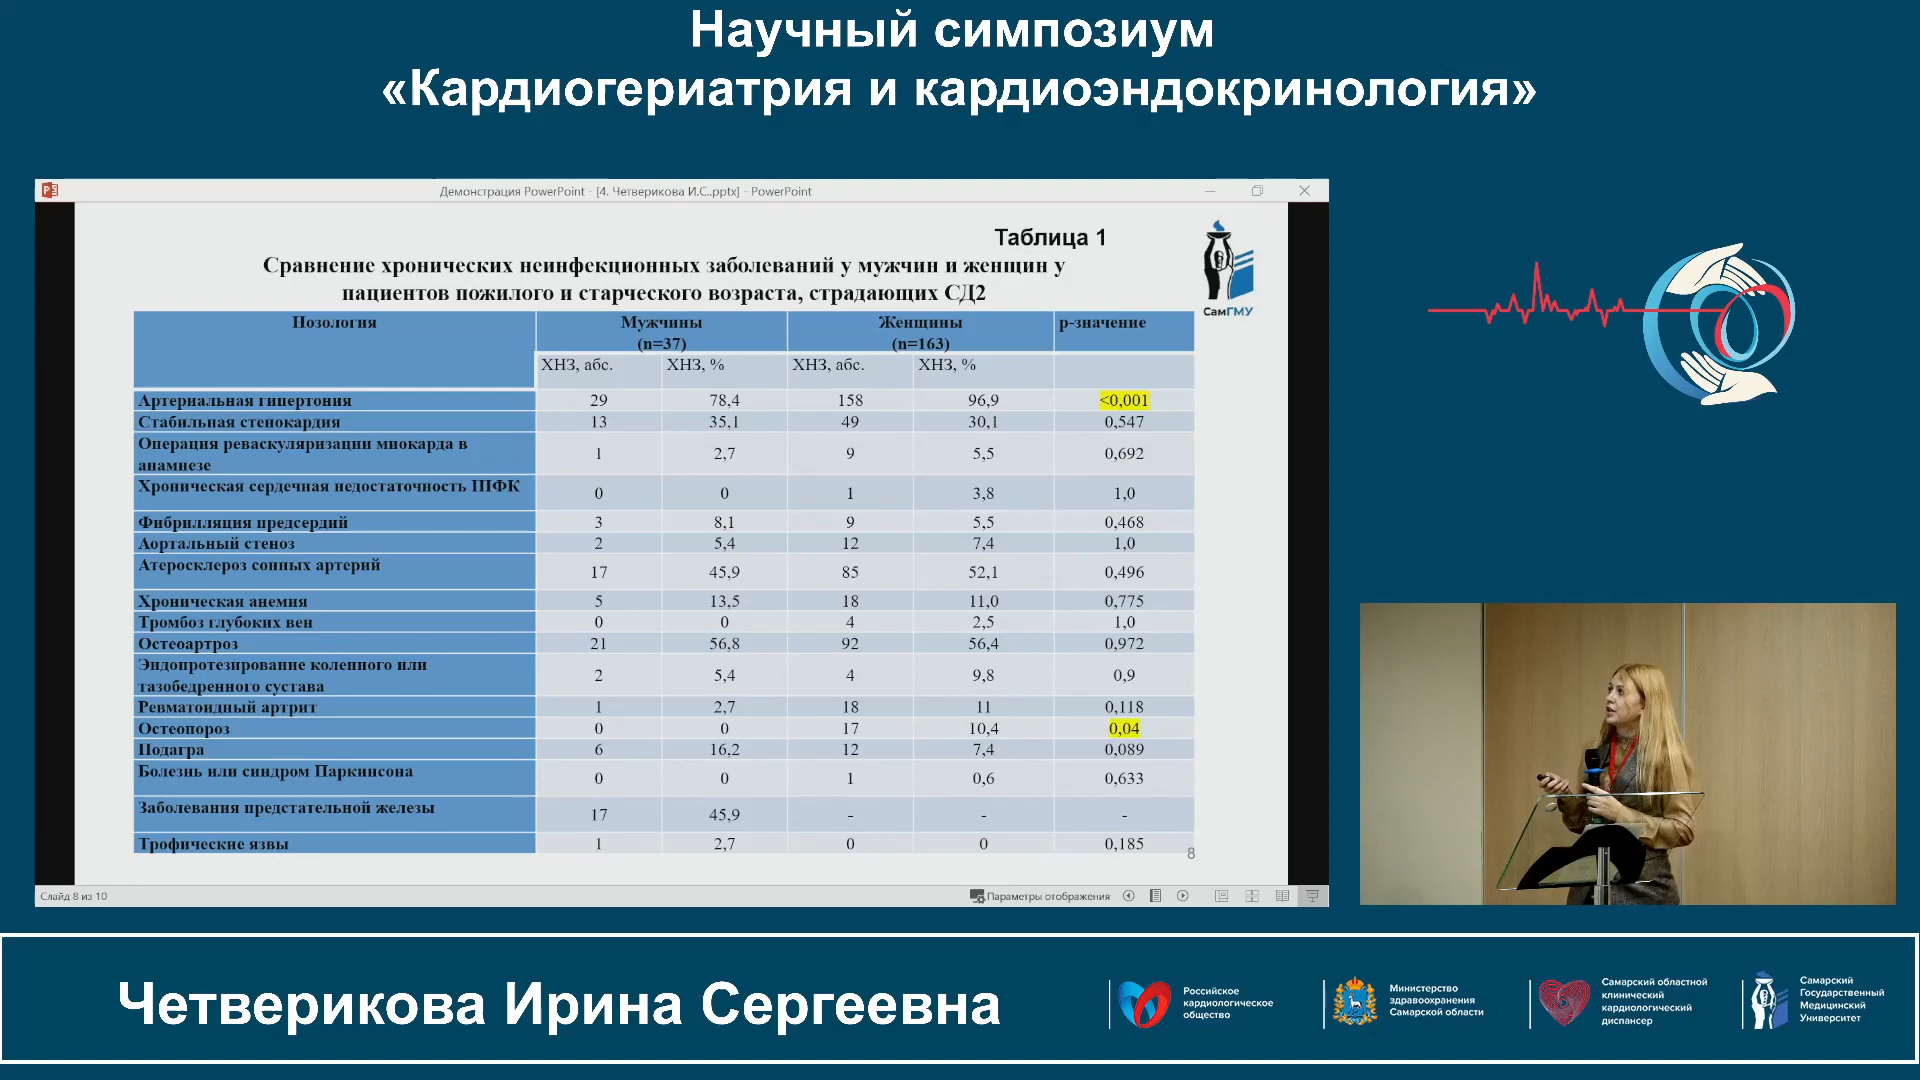 Научный симпозиум
«Кардиогериатрия и кардиоэндокринология»
Демонстрация PowerPoint - [4. Четверикова И.С..pptx] - PowerPoint
Таблица 1
Сравнение хронических неинфекционных заболеваний у мужчин и женщин у
пациентов пожилого и старческого возраста, страдающих СД2
СамГМУ
Позология Мужчины (n=37) Женщины (n=163) р-значение
ХНЗ, абс. ХНЗ, % ХНЗ, абс. ХНЗ, %
Артериальная гипертония 29 78,4 158 96,9 <0,001
Стабильная стенокардия 13 35,1 49 30,1 0,547
Операция реваскуляризации миокарда в
анамнезе 1 2,7 9 5,5 0,692
Хроническая сердечная недостаточность IIIФК 0 0 1 3,8 1,0
Фибрилляция предсердий 3 8,1 9 5,5 0,468
Аортальный стеноз 2 5,4 12 7,4 1,0
Атеросклероз сонных артерий 17 45,9 85 52,1 0,496
Хроническая анемия 5 13,5 18 11,0 0,775
Тромбоз глубоких вен 0 0 4 2,5 1,0
Остеоартроз 21 56,8 92 56,4 0,972
Эндопротезирование коленного или
тазобедренного сустава 2 5,4 4 9,8 0,9
Ревматоидный артрит 1 2,7 18 11 0,118
Остеопороз 0 0 17 10,4 0,04
Подагра 6 16,2 12 7,4 0,089
Болезнь или синдром Паркинсона 0 0 1 0,6 0,633
Заболевания предстательной железы 17 45,9 - - -
Трофические язвы 1 2,7 0 0 0,185
8
Слайд 8 из 10
Параметры отображения
Четверикова Ирина Сергеевна
Российское
кардиологическое
общество
Министерство
здравоохранения
Самарской области
Самарский областной
клинический
кардиологический
диспансер
Самарский
Государственный
Медицинский
Университет